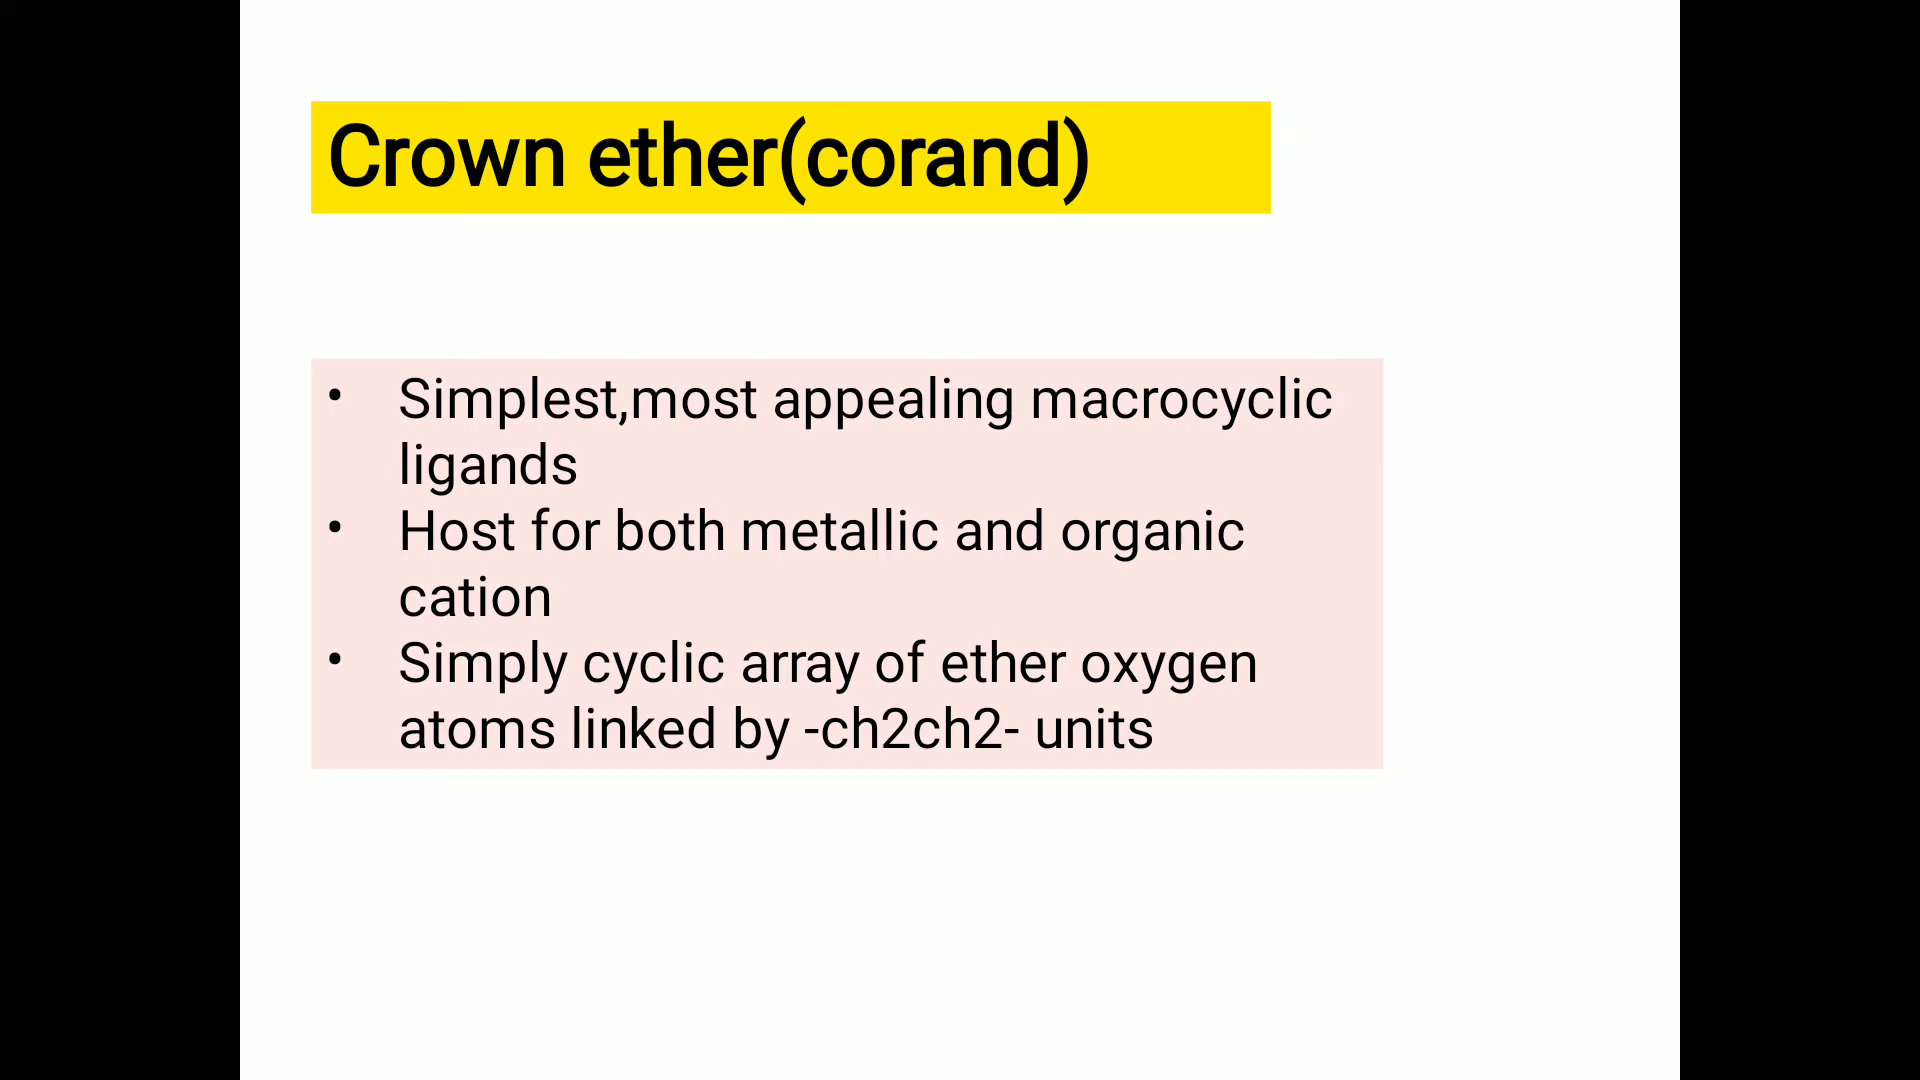 Crown ether(corand)
• Simplest,most appealing macrocyclic
ligands
• Host for both metallic and organic
cation
• Simply cyclic array of ether oxygen
atoms linked by -ch2ch2- units